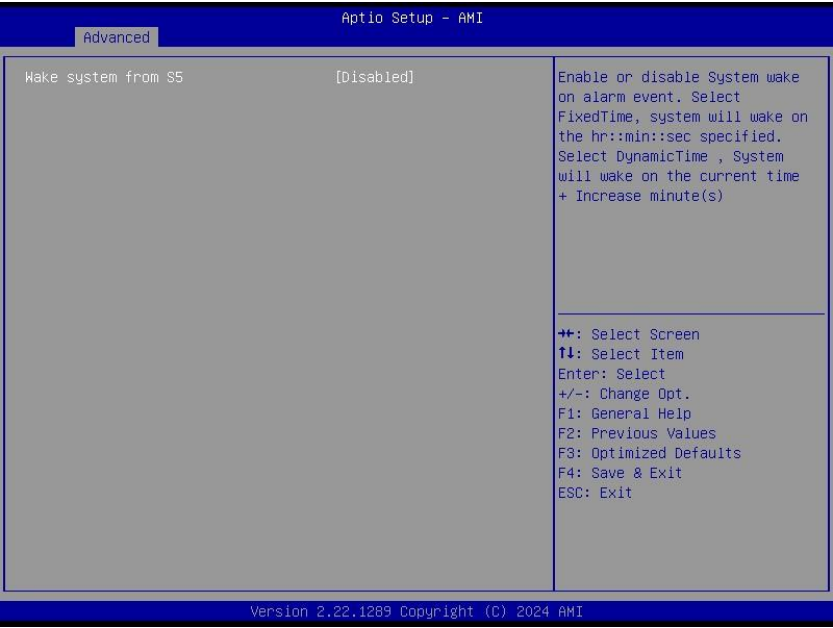 Aptio Setup – AMI
Advanced
Wake system from S5 [Disabled]
Enable or disable System wake
on alarm event. Select
FixedTime, system will wake on
the hr::min::sec specified.
Select DynamicTime , System
will wake on the current time
+ Increase minute(s)
→←: Select Screen
↑↓: Select Item
Enter: Select
+/-: Change Opt.
F1: General Help
F2: Previous Values
F3: Optimized Defaults
F4: Save & Exit
ESC: Exit
Version 2.22.1289 Copyright (C) 2024 AMI